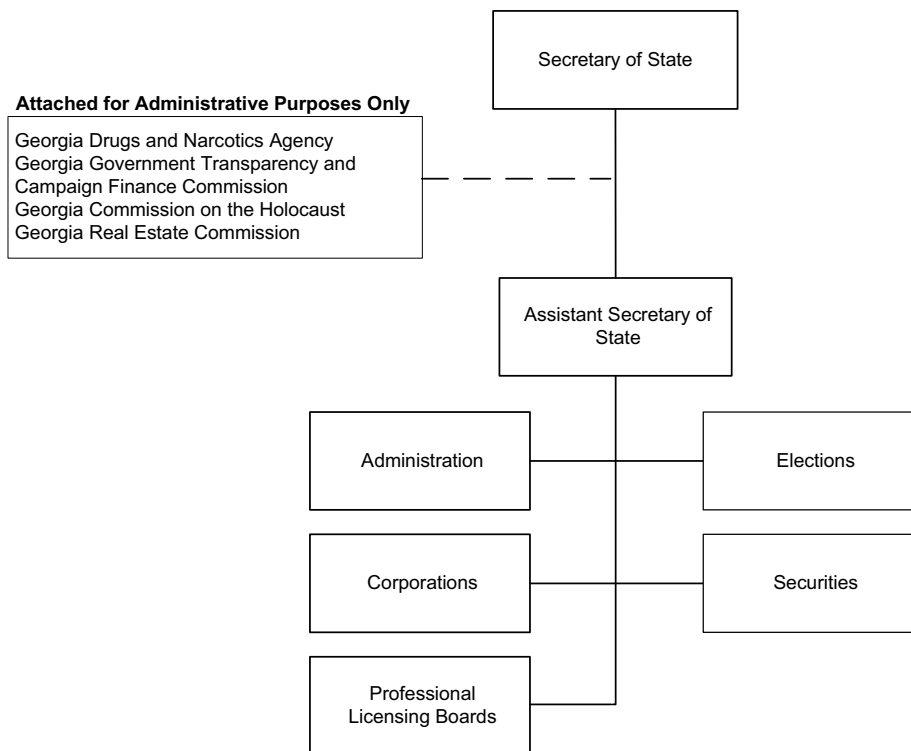 Secretary of State
Attached for Administrative Purposes Only
Georgia Drugs and Narcotics Agency
Georgia Government Transparency and
Campaign Finance Commission
Georgia Commission on the Holocaust
Georgia Real Estate Commission
Assistant Secretary of
State
Administration
Elections
Corporations
Securities
Professional
Licensing Boards